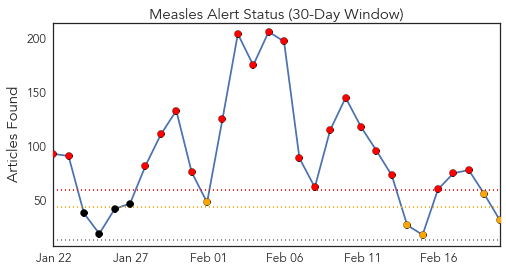 Measles Alert Status (30-Day Window)
Articles Found
200
150
100
50
Jan 22
Jan 27
Feb 01
Feb 06
Feb 11
Feb 16